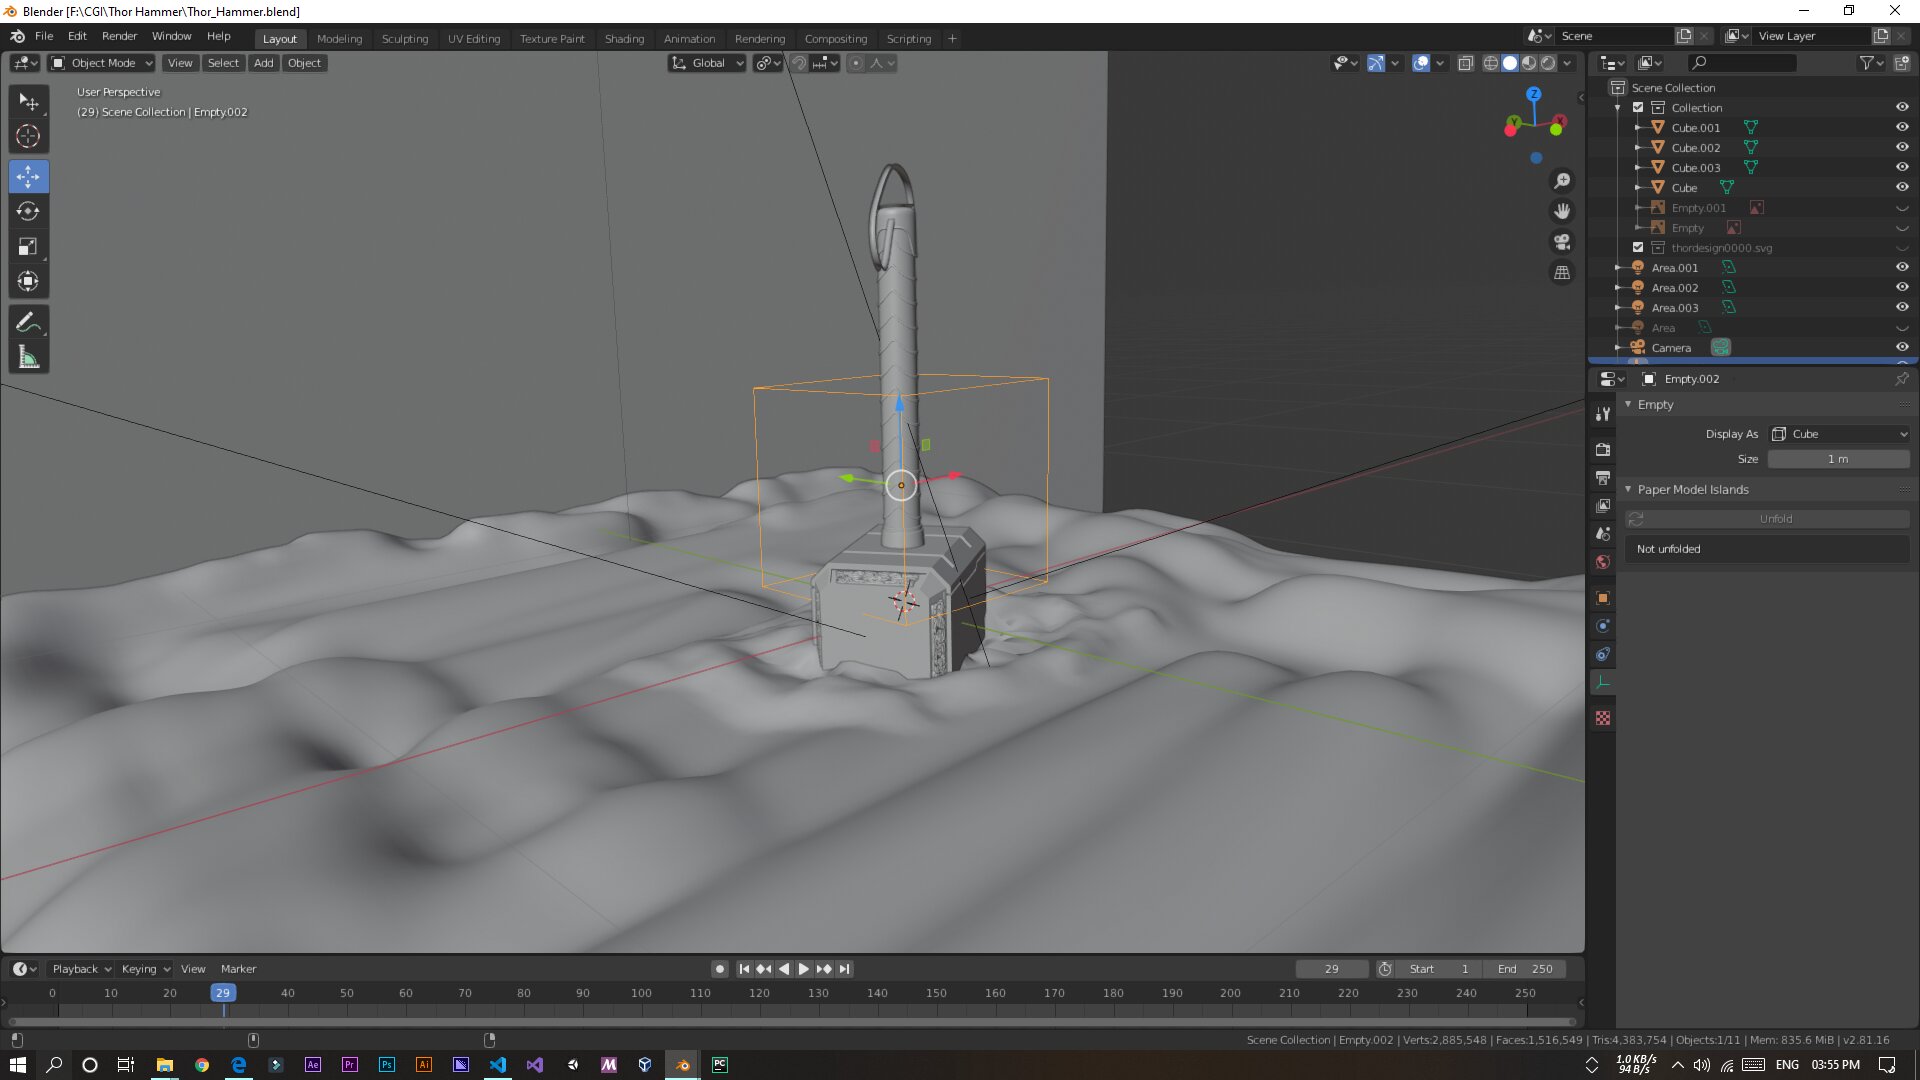 Blender [F:\CGI\Thor Hammer\Thor_Hammer.blend]
File Edit Render Window Help Layout Modeling Sculpting UV Editing Texture Paint Shading Animation Rendering Compositing Scripting + Scene View Layer
Object Mode View Select Add Object Global
User Perspective
(29) Scene Collection | Empty.002
Z
Y X
Scene Collection
Collection
Cube.001
Cube.002
Cube.003
Cube
Empty.001
Empty
thordesign0000.svg
Area.001
Area.002
Area.003
Area
Camera
Empty.002
Empty
Display As Cube
Size 1 m
Paper Model Islands
Unfold
Not unfolded
Playback Keying View Marker 29 Start 1 End 250
0 10 20 29 40 50 60 70 80 90 100 110 120 130 140 150 160 170 180 190 200 210 220 230 240 250
Scene Collection | Empty.002 | Verts:2,885,548 | Faces:1,516,549 | Tris:4,383,754 | Objects:1/11 | Mem: 835.6 MiB | v2.81.16
Ae Pr Ps Ai M PC 1.0 KB/s ENG 03:55 PM
94 B/s